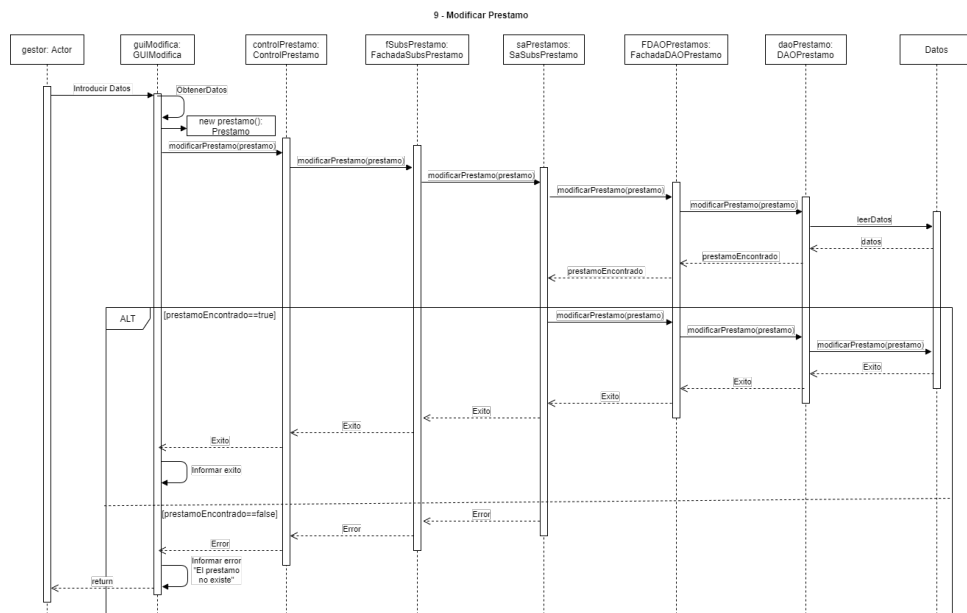 9 - Modificar Prestamo
gestor: Actor
guiModifica:
GUIModifica
controlPrestamo:
ControlPrestamo
fSubsPrestamo:
FachadaSubsPrestamo
saPrestamos:
SaSubsPrestamo
FDAOPrestamos:
FachadaDAOPrestamo
daoPrestamo:
DAOPrestamo
Datos
Introducir Datos
ObtenerDatos
new prestamo():
Prestamo
modificarPrestamo(prestamo)
modificarPrestamo(prestamo)
modificarPrestamo(prestamo)
modificarPrestamo(prestamo)
modificarPrestamo(prestamo)
leerDatos
datos
prestamoEncontrado
prestamoEncontrado
ALT
[prestamoEncontrado==true]
modificarPrestamo(prestamo)
modificarPrestamo(prestamo)
modificarPrestamo(prestamo)
Exito
Exito
Exito
Exito
Exito
Exito
Informar exito
[prestamoEncontrado==false]
Error
Error
Error
Informar error
"El prestamo
no existe"
return